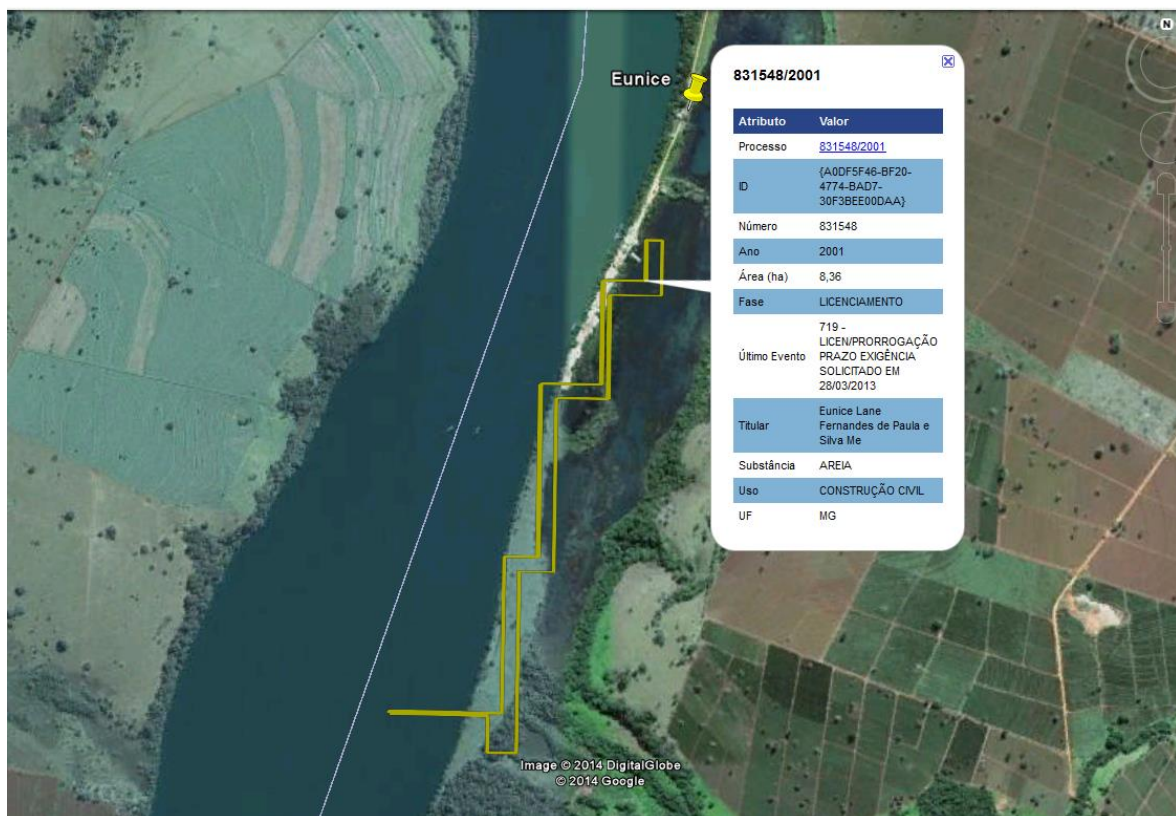 N
Eunice
831548/2001
Atributo Valor
Processo 831548/2001
ID {A0DF5F46-BF20-
4774-BAD7-
30F3BEE00DAA}
Número 831548
Ano 2001
Área (ha) 8,36
Fase LICENCIAMENTO
Último Evento 719 -
LICEN/PRORROGAÇÃO
PRAZO EXIGÊNCIA
SOLICITADO EM
28/03/2013
Titular Eunice Lane
Fernandes de Paula e
Silva Me
Substância AREIA
Uso CONSTRUÇÃO CIVIL
UF MG
Image © 2014 DigitalGlobe
© 2014 Google